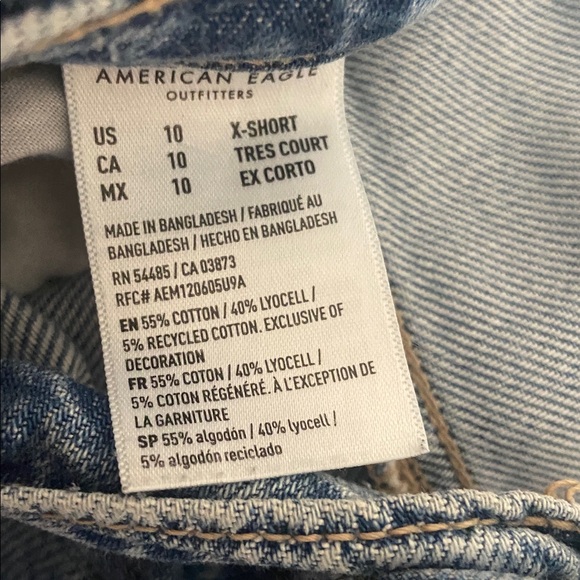 AMERICAN EAGLE
OUTFITTERS
US 10 X-SHORT
CA 10 TRES COURT
MX 10 EX CORTO
MADE IN BANGLADESH / FABRIQUÉ AU
BANGLADESH / HECHO EN BANGLADESH
RN 54485 / CA 03873
RFC# AEM120605U9A
EN 55% COTTON / 40% LYOCELL /
5% RECYCLED COTTON. EXCLUSIVE OF
DECORATION
FR 55% COTON / 40% LYOCELL /
5% COTON RÉGÉNÉRÉ. À L'EXCEPTION DE
LA GARNITURE
SP 55% algodón / 40% lyocell /
5% algodón reciclado